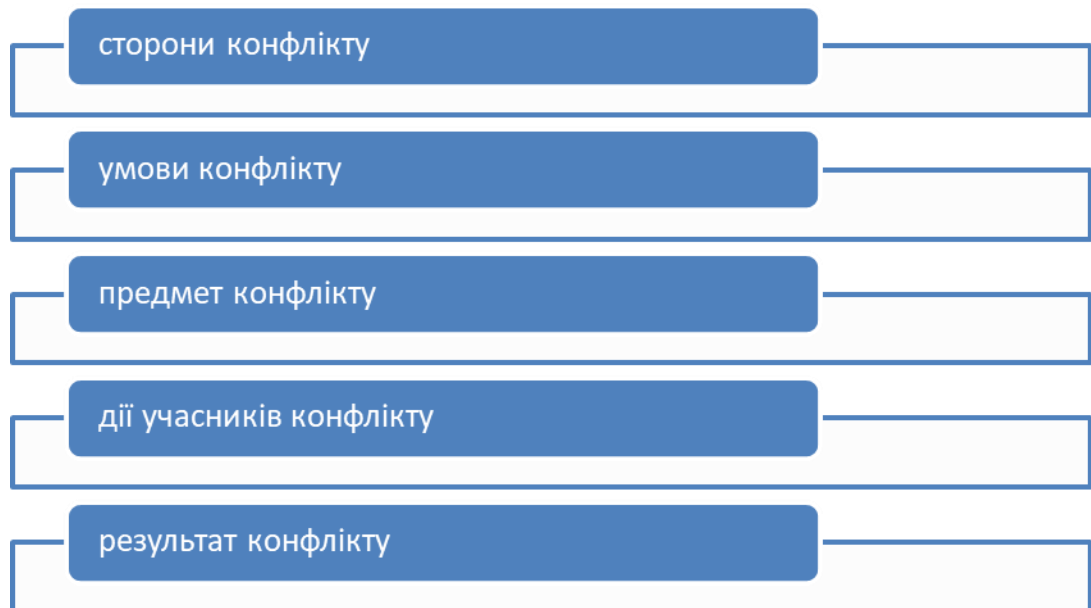 сторони конфлікту
умови конфлікту
предмет конфлікту
дії учасників конфлікту
результат конфлікту